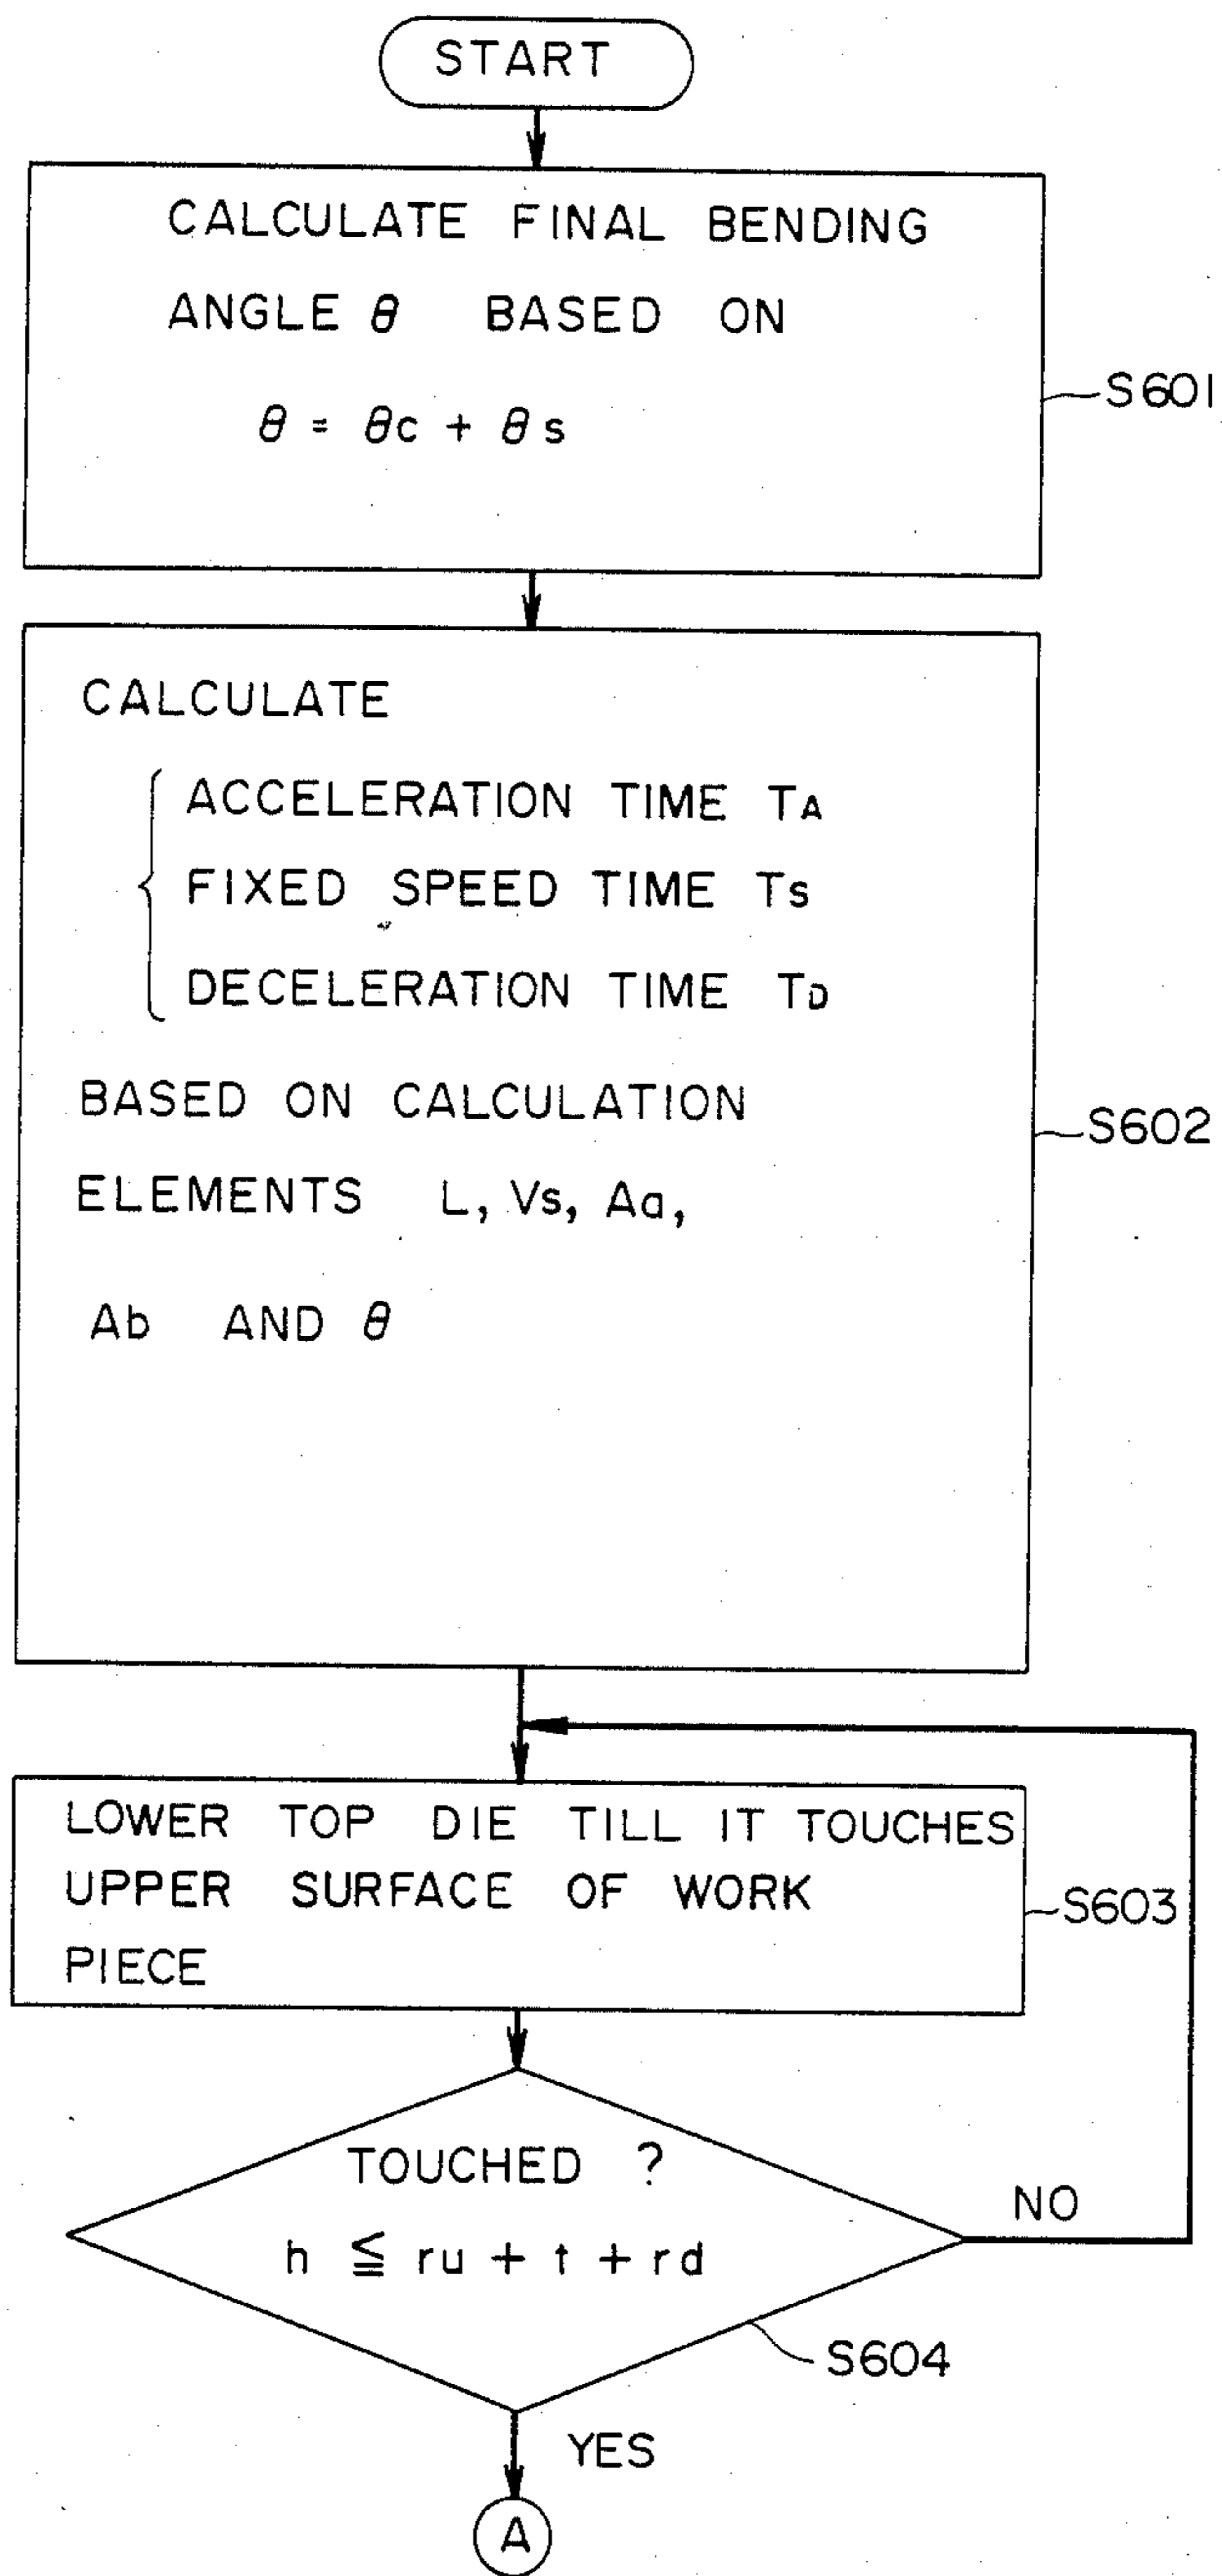 START
CALCULATE FINAL BENDING
ANGLE θ BASED ON
θ = θc + θs
S601
CALCULATE
ACCELERATION TIME TA
FIXED SPEED TIME Ts
DECELERATION TIME TD
BASED ON CALCULATION
ELEMENTS L, Vs, Aa,
Ab AND θ
S602
LOWER TOP DIE TILL IT TOUCHES
UPPER SURFACE OF WORK
PIECE
S603
TOUCHED ?
h ≦ ru + t + rd
NO
S604
YES
A